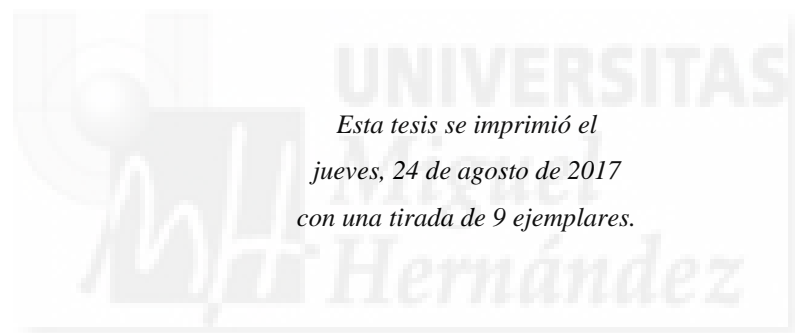 UNIVERSITAS
Miguel
Hernández
Esta tesis se imprimió el
jueves, 24 de agosto de 2017
con una tirada de 9 ejemplares.